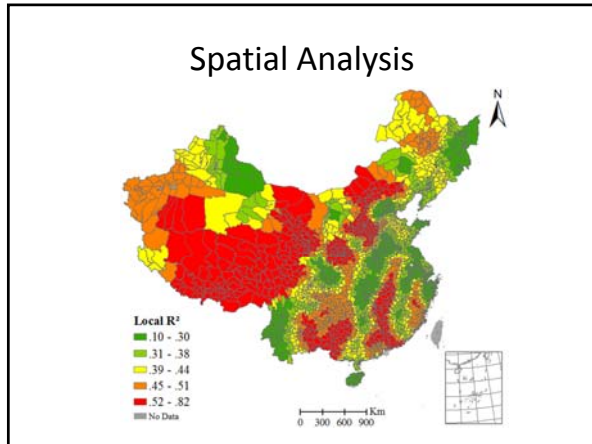 Spatial Analysis
N
Local R²
.10 - .30
.31 - .38
.39 - .44
.45 - .51
.52 - .82
No Data
Km
0 300 600 900